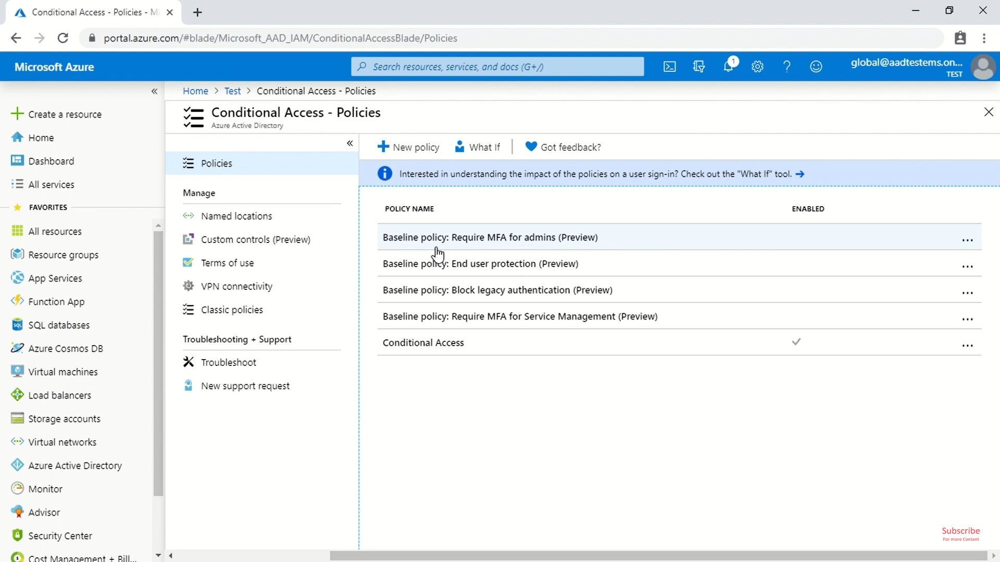 Conditional Access - Policies - Mi
portal.azure.com/#blade/Microsoft_AAD_IAM/ConditionalAccessBlade/Policies
Microsoft Azure
Search resources, services, and docs (G+/)
1
global@aadtestems.on...
TEST
Home > Test > Conditional Access - Policies
Conditional Access - Policies
Azure Active Directory
Create a resource
Home
Dashboard
All services
FAVORITES
All resources
Resource groups
App Services
Function App
SQL
SQL databases
Azure Cosmos DB
Virtual machines
Load balancers
Storage accounts
Virtual networks
Azure Active Directory
Monitor
Advisor
Security Center
Cost Management + Bill...
Policies
Manage
Named locations
Custom controls (Preview)
Terms of use
VPN connectivity
Classic policies
Troubleshooting + Support
Troubleshoot
New support request
New policy
What If
Got feedback?
Interested in understanding the impact of the policies on a user sign-in? Check out the "What If" tool.
POLICY NAME
ENABLED
Baseline policy: Require MFA for admins (Preview)
...
Baseline policy: End user protection (Preview)
...
Baseline policy: Block legacy authentication (Preview)
...
Baseline policy: Require MFA for Service Management (Preview)
...
Conditional Access
...
Subscribe
For more Content